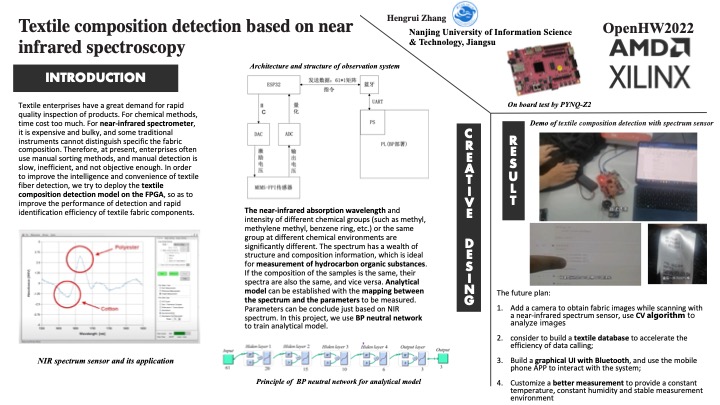 Textile composition detection based on near
infrared spectroscopy
Hengrui Zhang
Nanjing University of Information Science
& Technology, Jiangsu
OpenHW2022
AMD
XILINX
On board test by PYNQ-Z2
INTRODUCTION
Textile enterprises have a great demand for rapid
quality inspection of products. For chemical methods,
time cost too much. For near-infrared spectrometer,
it is expensive and bulky, and some traditional
instruments cannot distinguish specific the fabric
composition. Therefore, at present, enterprises often
use manual sorting methods, and manual detection is
slow, inefficient, and not objective enough. In order
to improve the intelligence and convenience of textile
fiber detection, we try to deploy the textile
composition detection model on the FPGA, so as to
improve the performance of detection and rapid
identification efficiency of textile fabric components.
Polyester
Cotton
NIR spectrum sensor and its application
Architecture and structure of observation system
ESP32
发送数据: 61*1矩阵
指令
蓝牙
UART
PS
PL(BP部署)
量化
DAC
ADC
激励电压
输出电压
MEMS-FPI传感器
The near-infrared absorption wavelength and
intensity of different chemical groups (such as methyl,
methylene methyl, benzene ring, etc.) or the same
group at different chemical environments are
significantly different. The spectrum has a wealth of
structure and composition information, which is ideal
for measurement of hydrocarbon organic substances.
If the composition of the samples is the same, their
spectra are also the same, and vice versa. Analytical
model can be established with the mapping between
the spectrum and the parameters to be measured.
Parameters can be conclude just based on NIR
spectrum. In this project, we use BP neutral network
to train analytical model.
Input
61
Hidden layer 1
20
Hidden layer 2
15
Hidden layer 3
10
Hidden layer 4
6
Output layer
3
Output
3
Principle of BP neutral network for analytical model
CREATIVE DESING
RESULT
Demo of textile composition detection with spectrum sensor
The future plan:
1. Add a camera to obtain fabric images while scanning with
a near-infrared spectrum sensor, use CV algorithm to
analyze images
2. consider to build a textile database to accelerate the
efficiency of data calling;
3. Build a graphical UI with Bluetooth, and use the mobile
phone APP to interact with the system;
4. Customize a better measurement to provide a constant
temperature, constant humidity and stable measurement
environment